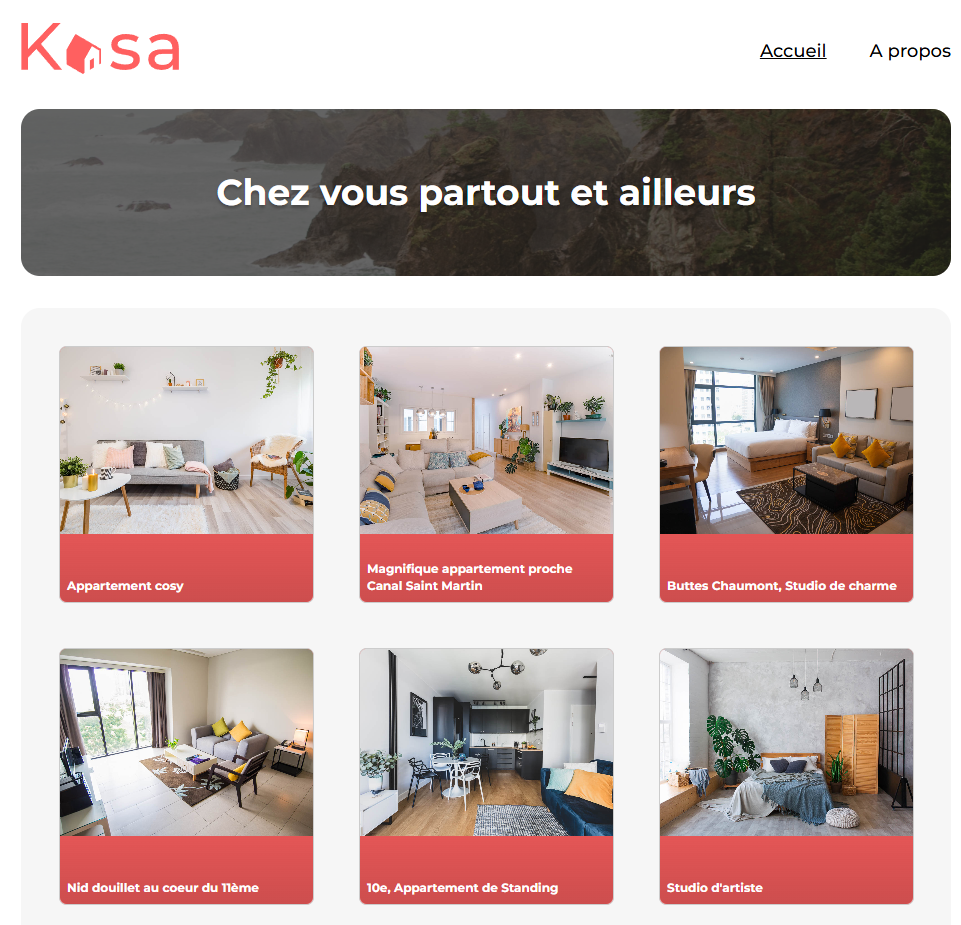 Kasa
Accueil
A propos
Chez vous partout et ailleurs
Appartement cosy
Magnifique appartement proche
Canal Saint Martin
Buttes Chaumont, Studio de charme
Nid douillet au coeur du 11ème
10e, Appartement de Standing
Studio d'artiste